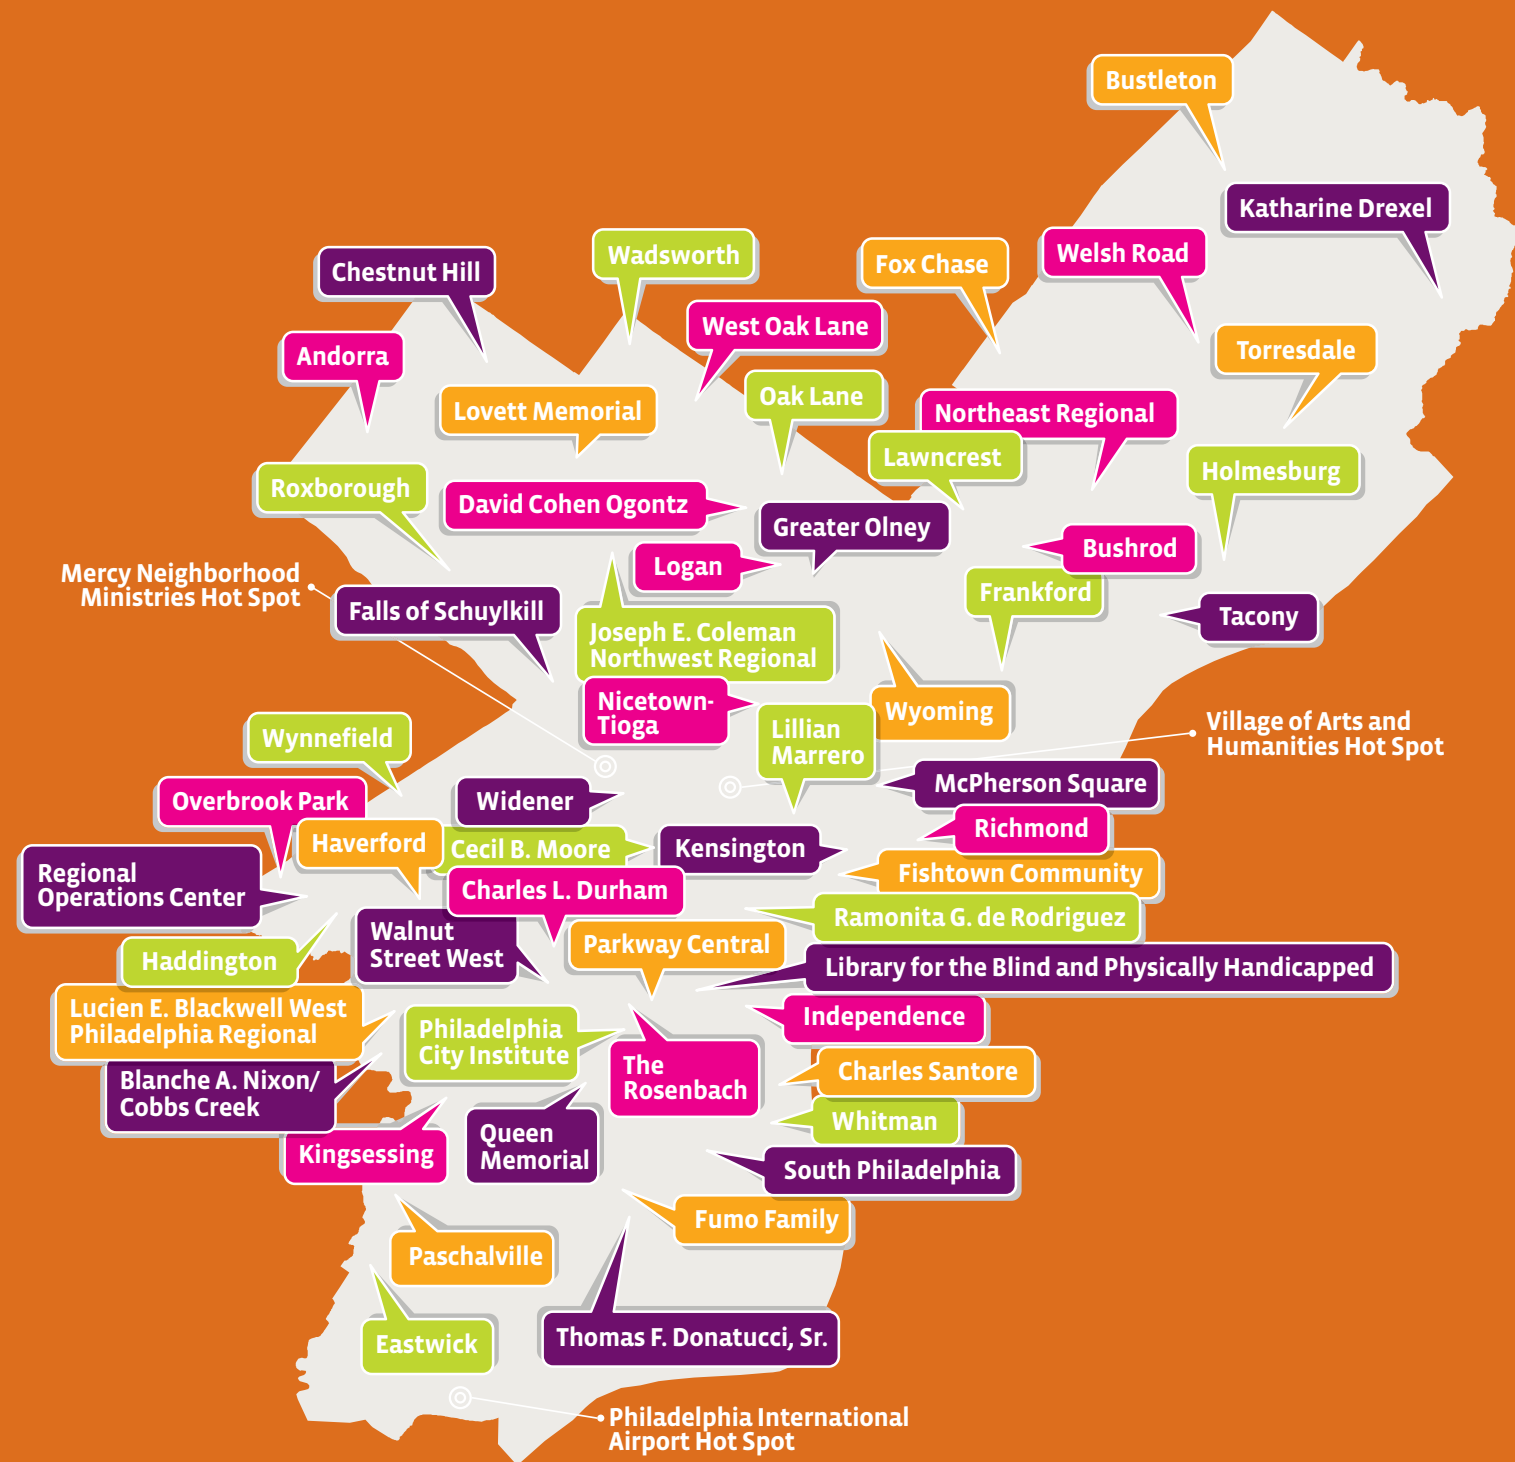 Bustleton
Katharine Drexel
Chestnut Hill
Wadsworth
Fox Chase
Welsh Road
Andorra
West Oak Lane
Torresdale
Lovett Memorial
Oak Lane
Northeast Regional
Lawncrest
Holmesburg
Roxborough
David Cohen Ogontz
Greater Olney
Bushrod
Logan
Mercy Neighborhood
Ministries Hot Spot
Falls of Schuylkill
Frankford
Tacony
Joseph E. Coleman
Northwest Regional
Nicetown-
Tioga
Wyoming
Lillian
Marrero
Village of Arts and
Humanities Hot Spot
Wynnefield
McPherson Square
Overbrook Park
Widener
Richmond
Haverford
Cecil B. Moore
Kensington
Regional
Operations Center
Fishtown Community
Charles L. Durham
Ramonita G. de Rodriguez
Walnut
Street West
Parkway Central
Haddington
Library for the Blind and Physically Handicapped
Lucien E. Blackwell West
Philadelphia Regional
Independence
Philadelphia
City Institute
The
Rosenbach
Charles Santore
Blanche A. Nixon/
Cobbs Creek
Whitman
Kingsessing
Queen
Memorial
South Philadelphia
Fumo Family
Paschalville
Eastwick
Thomas F. Donatucci, Sr.
Philadelphia International
Airport Hot Spot